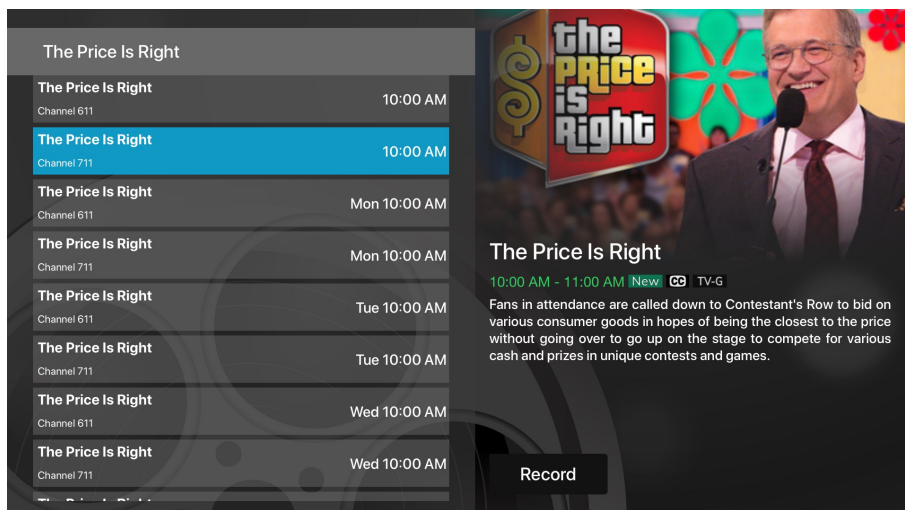 The Price Is Right
The Price Is Right
Channel 611
10:00 AM
The Price Is Right
Channel 711
10:00 AM
The Price Is Right
Channel 611
Mon 10:00 AM
The Price Is Right
Channel 711
Mon 10:00 AM
The Price Is Right
Channel 611
Tue 10:00 AM
The Price Is Right
Channel 711
Tue 10:00 AM
The Price Is Right
Channel 611
Wed 10:00 AM
The Price Is Right
Channel 711
Wed 10:00 AM
the
PRiCe
iS
Right
The Price Is Right
10:00 AM - 11:00 AM New CC TV-G
Fans in attendance are called down to Contestant's Row to bid on
various consumer goods in hopes of being the closest to the price
without going over to go up on the stage to compete for various
cash and prizes in unique contests and games.
Record